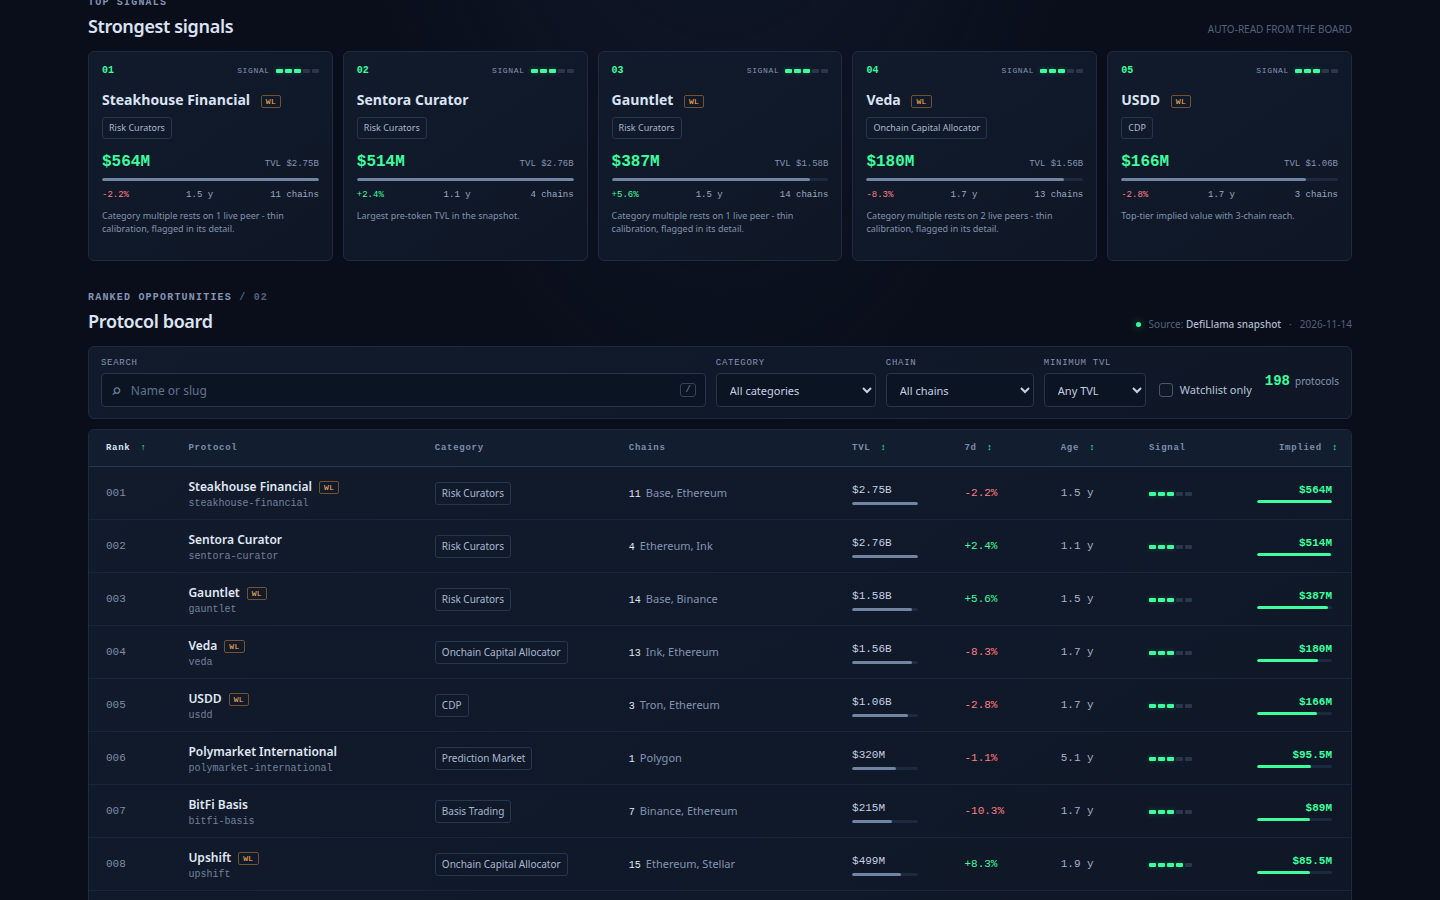 TOP SIGNALS
Strongest signals
AUTO-READ FROM THE BOARD
01 SIGNAL
Steakhouse Financial WL
Risk Curators
$564M TVL $2.75B
-2.2% 1.5 y 11 chains
Category multiple rests on 1 live peer - thin
calibration, flagged in its detail.
02 SIGNAL
Sentora Curator
Risk Curators
$514M TVL $2.76B
+2.4% 1.1 y 4 chains
Largest pre-token TVL in the snapshot.
03 SIGNAL
Gauntlet WL
Risk Curators
$387M TVL $1.58B
+5.6% 1.5 y 14 chains
Category multiple rests on 1 live peer - thin
calibration, flagged in its detail.
04 SIGNAL
Veda WL
Onchain Capital Allocator
$180M TVL $1.56B
-8.3% 1.7 y 13 chains
Category multiple rests on 2 live peers - thin
calibration, flagged in its detail.
05 SIGNAL
USDD WL
CDP
$166M TVL $1.06B
-2.8% 1.7 y 3 chains
Top-tier implied value with 3-chain reach.
RANKED OPPORTUNITIES / 02
Protocol board
Source: DefiLlama snapshot · 2026-11-14
SEARCH CATEGORY CHAIN MINIMUM TVL
Name or slug / All categories All chains Any TVL Watchlist only 198 protocols
Rank ↑ Protocol Category Chains TVL ↕ 7d ↕ Age ↕ Signal Implied ↕
001 Steakhouse Financial WL Risk Curators 11 Base, Ethereum $2.75B -2.2% 1.5 y $564M
steakhouse-financial
002 Sentora Curator Risk Curators 4 Ethereum, Ink $2.76B +2.4% 1.1 y $514M
sentora-curator
003 Gauntlet WL Risk Curators 14 Base, Binance $1.58B +5.6% 1.5 y $387M
gauntlet
004 Veda WL Onchain Capital Allocator 13 Ink, Ethereum $1.56B -8.3% 1.7 y $180M
veda
005 USDD WL CDP 3 Tron, Ethereum $1.06B -2.8% 1.7 y $166M
usdd
006 Polymarket International Prediction Market 1 Polygon $320M -1.1% 5.1 y $95.5M
polymarket-international
007 BitFi Basis Basis Trading 7 Binance, Ethereum $215M -10.3% 1.7 y $89M
bitfi-basis
008 Upshift WL Onchain Capital Allocator 15 Ethereum, Stellar $499M +8.3% 1.9 y $85.5M
upshift